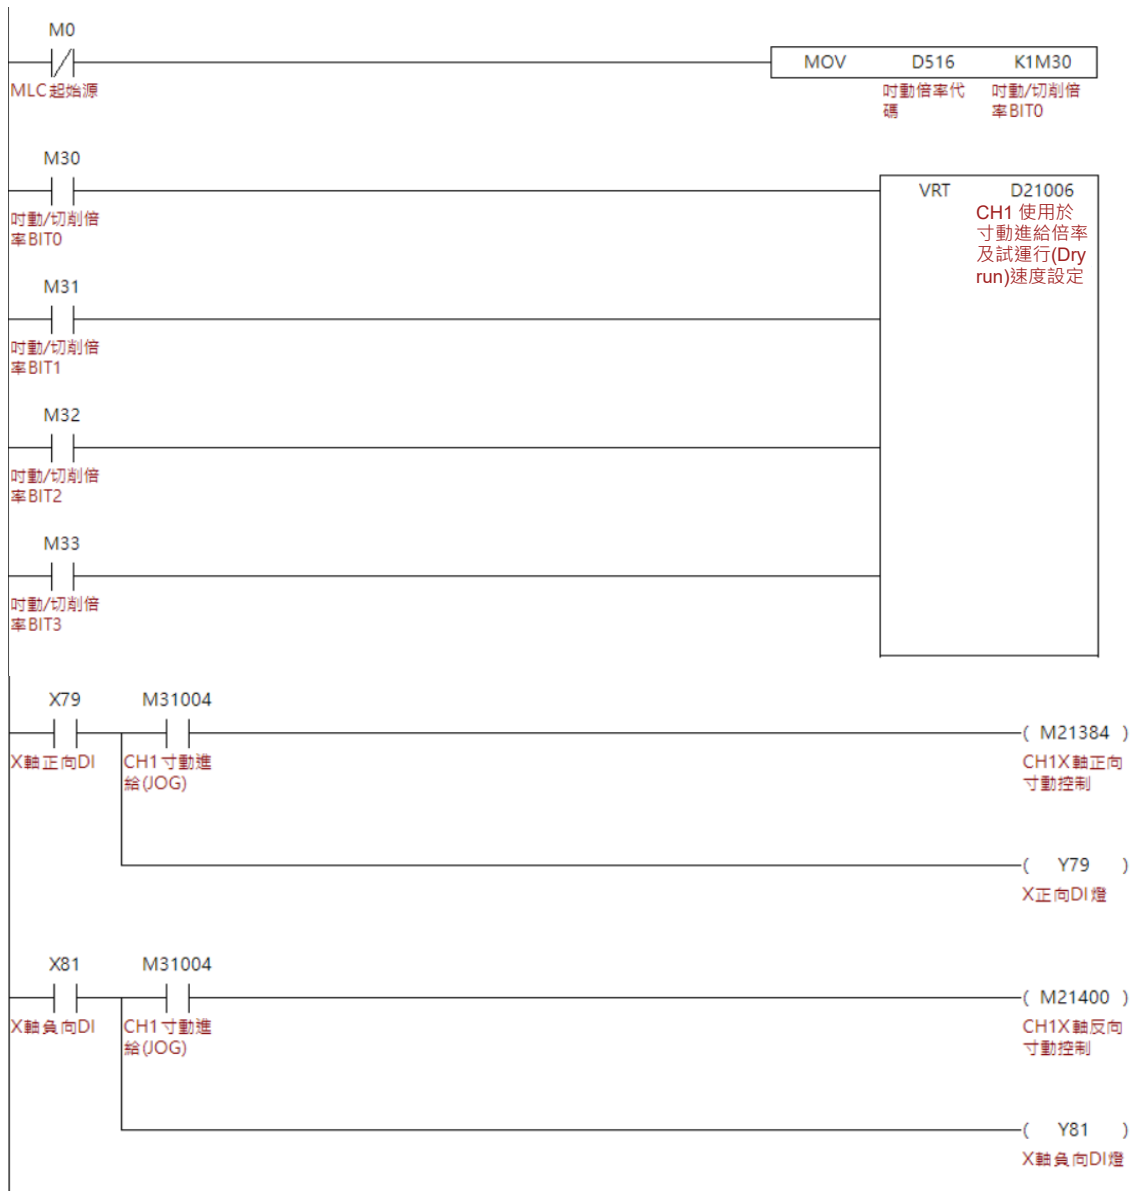 M0
MOV D516 K1M30
MLC起始源
吋動倍率代
碼
吋動/切削倍
率BIT0
M30
吋動/切削倍
率BIT0
VRT D21006
CH1 使用於
寸動進給倍率
及試運行(Dry
run)速度設定
M31
吋動/切削倍
率BIT1
M32
吋動/切削倍
率BIT2
M33
吋動/切削倍
率BIT3
X79 M31004
( M21384 )
X軸正向DI
CH1寸動進
給(JOG)
CH1X軸正向
寸動控制
( Y79 )
X正向DI燈
X81 M31004
( M21400 )
X軸負向DI
CH1寸動進
給(JOG)
CH1X軸反向
寸動控制
( Y81 )
X軸負向DI燈